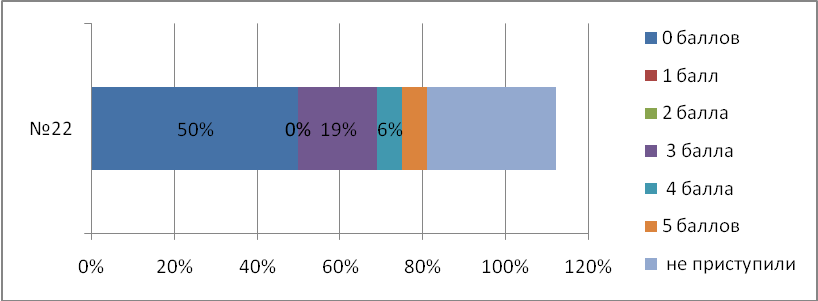 №22
50%
0%
19%
6%
0%
20%
40%
60%
80%
100%
120%
0 баллов
1 балл
2 балла
3 балла
4 балла
5 баллов
не приступили